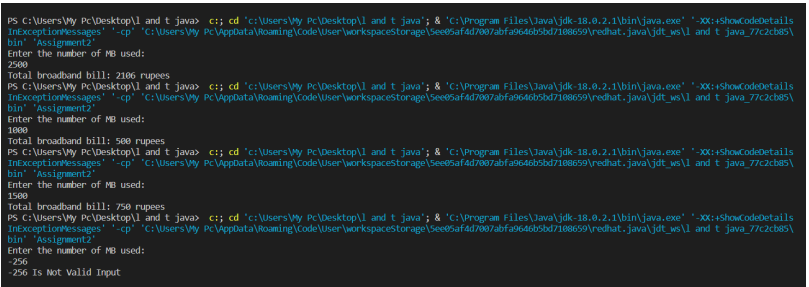 PS C:\Users\My Pc\Desktop\l and t java>  c:; cd 'c:\Users\My Pc\Desktop\l and t java'; & 'C:\Program Files\Java\jdk-18.0.2.1\bin\java.exe' '-XX:+ShowCodeDetails
InExceptionMessages' '-cp' 'C:\Users\My Pc\AppData\Roaming\Code\User\workspaceStorage\5ee05af4d7007abfa9646b5bd7108659\redhat.java\jdt_ws\l and t java_77c2cb85\
bin' 'Assignment2'
Enter the number of MB used:
2500
Total broadband bill: 2106 rupees
PS C:\Users\My Pc\Desktop\l and t java>  c:; cd 'c:\Users\My Pc\Desktop\l and t java'; & 'C:\Program Files\Java\jdk-18.0.2.1\bin\java.exe' '-XX:+ShowCodeDetails
InExceptionMessages' '-cp' 'C:\Users\My Pc\AppData\Roaming\Code\User\workspaceStorage\5ee05af4d7007abfa9646b5bd7108659\redhat.java\jdt_ws\l and t java_77c2cb85\
bin' 'Assignment2'
Enter the number of MB used:
1000
Total broadband bill: 500 rupees
PS C:\Users\My Pc\Desktop\l and t java>  c:; cd 'c:\Users\My Pc\Desktop\l and t java'; & 'C:\Program Files\Java\jdk-18.0.2.1\bin\java.exe' '-XX:+ShowCodeDetails
InExceptionMessages' '-cp' 'C:\Users\My Pc\AppData\Roaming\Code\User\workspaceStorage\5ee05af4d7007abfa9646b5bd7108659\redhat.java\jdt_ws\l and t java_77c2cb85\
bin' 'Assignment2'
Enter the number of MB used:
1500
Total broadband bill: 750 rupees
PS C:\Users\My Pc\Desktop\l and t java>  c:; cd 'c:\Users\My Pc\Desktop\l and t java'; & 'C:\Program Files\Java\jdk-18.0.2.1\bin\java.exe' '-XX:+ShowCodeDetails
InExceptionMessages' '-cp' 'C:\Users\My Pc\AppData\Roaming\Code\User\workspaceStorage\5ee05af4d7007abfa9646b5bd7108659\redhat.java\jdt_ws\l and t java_77c2cb85\
bin' 'Assignment2'
Enter the number of MB used:
-256
-256 Is Not Valid Input